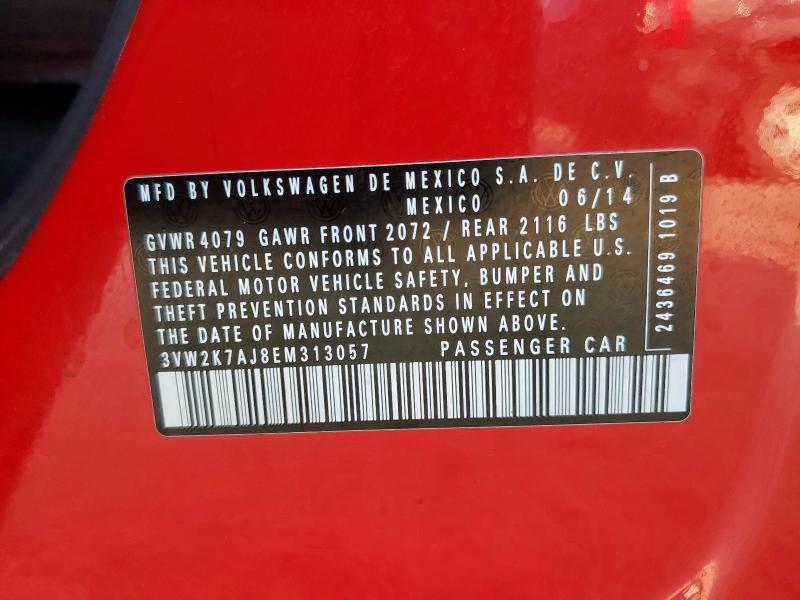 MFD BY VOLKSWAGEN DE MEXICO S.A. DE C.V.
MEXICO 06/14
GVWR 4079 GAWR FRONT 2072 / REAR 2116 LBS
THIS VEHICLE CONFORMS TO ALL APPLICABLE U.S.
FEDERAL MOTOR VEHICLE SAFETY, BUMPER AND
THEFT PREVENTION STANDARDS IN EFFECT ON
THE DATE OF MANUFACTURE SHOWN ABOVE.
3VW2K7AJ8EM313057 PASSENGER CAR
2436469 1019 B